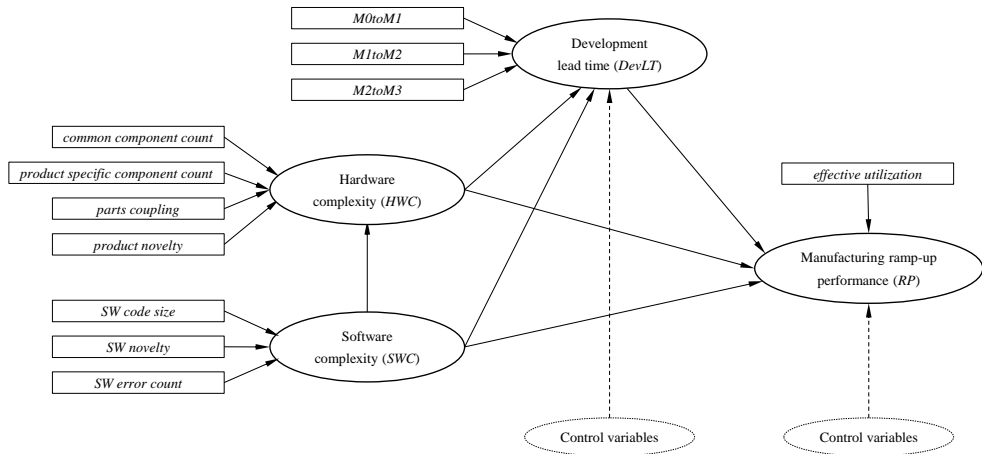 M0toM1
M1toM2
M2toM3
Development
lead time (DevLT)
common component count
product specific component count
parts coupling
product novelty
Hardware
complexity (HWC)
effective utilization
Manufacturing ramp-up
performance (RP)
SW code size
SW novelty
SW error count
Software
complexity (SWC)
Control variables
Control variables